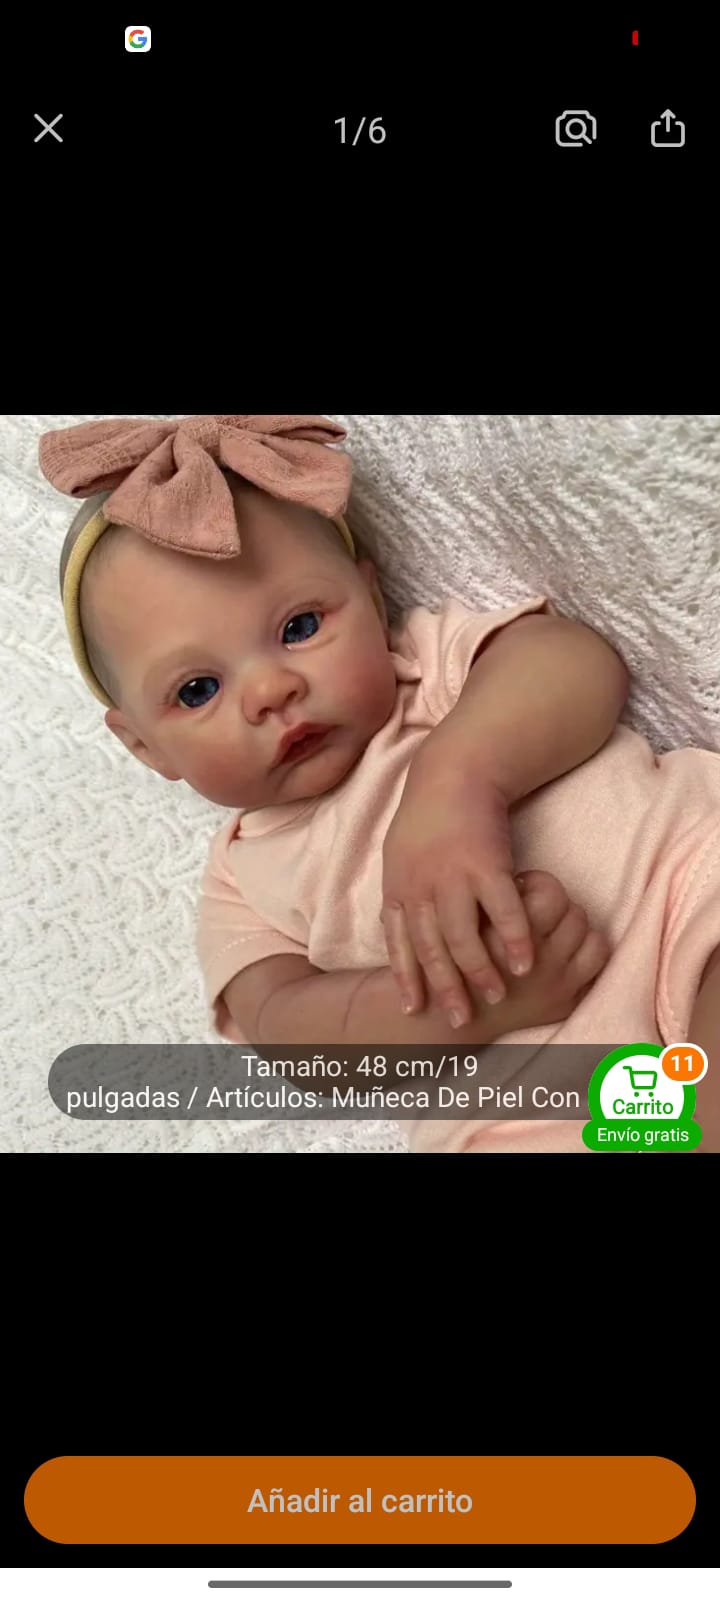 1/6
Tamaño: 48 cm/19
pulgadas / Artículos: Muñeca De Piel Con
11
Carrito
Envío gratis
Añadir al carrito